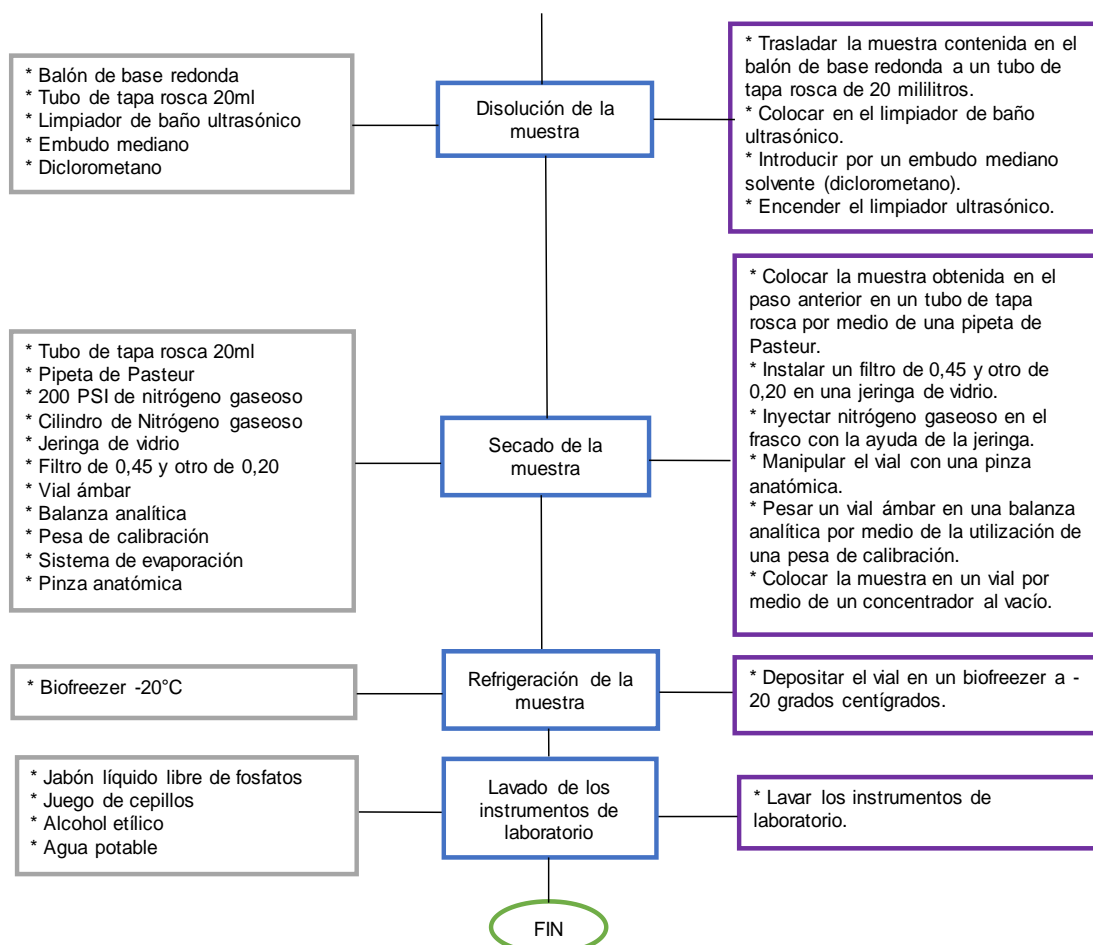 * Balón de base redonda
* Tubo de tapa rosca 20ml
* Limpiador de baño ultrasónico
* Embudo mediano
* Diclorometano
Disolución de la
muestra
* Trasladar la muestra contenida en el
balón de base redonda a un tubo de
tapa rosca de 20 mililitros.
* Colocar en el limpiador de baño
ultrasónico.
* Introducir por un embudo mediano
solvente (diclorometano).
* Encender el limpiador ultrasónico.
* Tubo de tapa rosca 20ml
* Pipeta de Pasteur
* 200 PSI de nitrógeno gaseoso
* Cilindro de Nitrógeno gaseoso
* Jeringa de vidrio
* Filtro de 0,45 y otro de 0,20
* Vial ámbar
* Balanza analítica
* Pesa de calibración
* Sistema de evaporación
* Pinza anatómica
Secado de la
muestra
* Colocar la muestra obtenida en el
paso anterior en un tubo de tapa
rosca por medio de una pipeta de
Pasteur.
* Instalar un filtro de 0,45 y otro de
0,20 en una jeringa de vidrio.
* Inyectar nitrógeno gaseoso en el
frasco con la ayuda de la jeringa.
* Manipular el vial con una pinza
anatómica.
* Pesar un vial ámbar en una balanza
analítica por medio de la utilización de
una pesa de calibración.
* Colocar la muestra en un vial por
medio de un concentrador al vacío.
* Biofreezer -20°C
Refrigeración de la
muestra
* Depositar el vial en un biofreezer a -
20 grados centígrados.
* Jabón líquido libre de fosfatos
* Juego de cepillos
* Alcohol etílico
* Agua potable
Lavado de los
instrumentos de
laboratorio
* Lavar los instrumentos de
laboratorio.
FIN